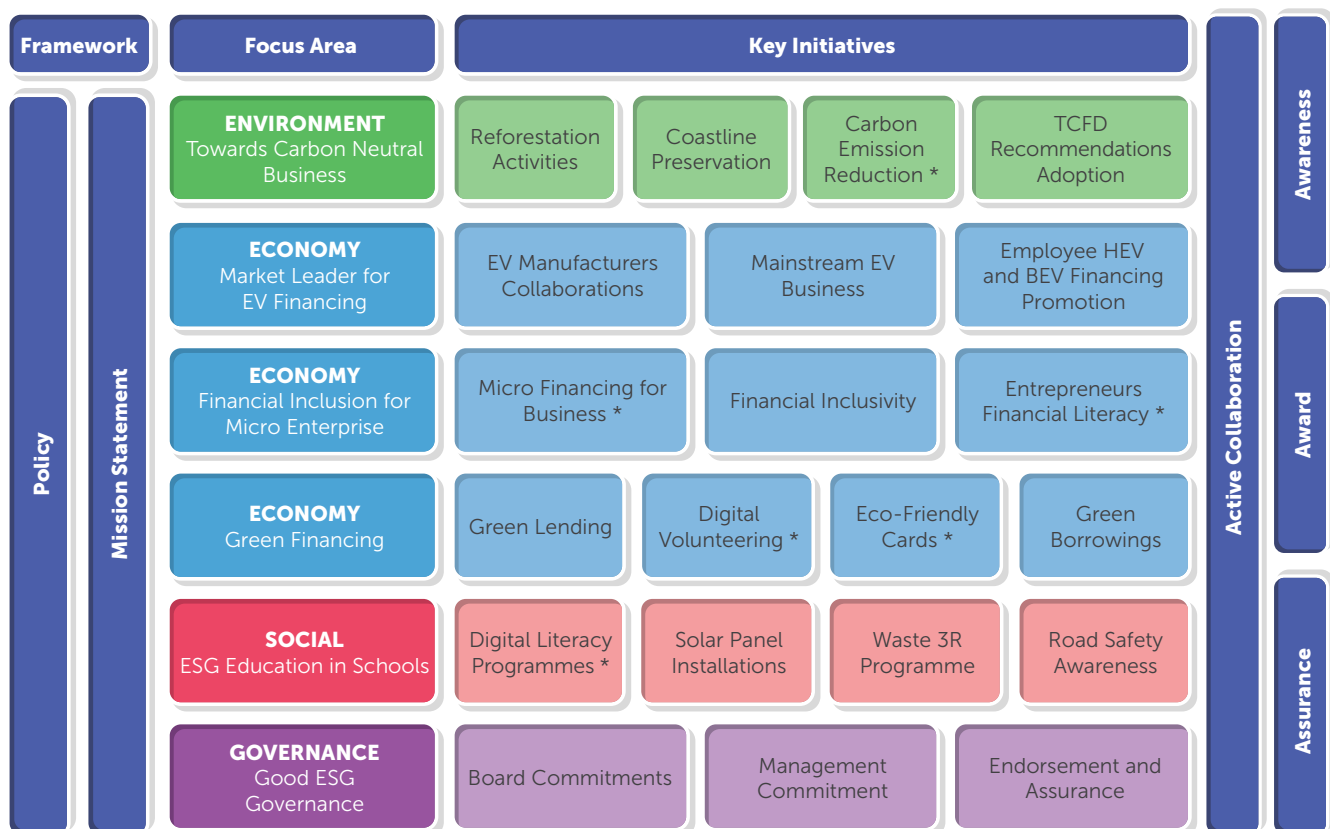 Framework
Focus Area
Key Initiatives
Policy
Mission Statement
ENVIRONMENT
Towards Carbon Neutral
Business
Reforestation
Activities
Coastline
Preservation
Carbon
Emission
Reduction *
TCFD
Recommendations
Adoption
ECONOMY
Market Leader for
EV Financing
EV Manufacturers
Collaborations
Mainstream EV
Business
Employee HEV
and BEV Financing
Promotion
ECONOMY
Financial Inclusion for
Micro Enterprise
Micro Financing for
Business *
Financial Inclusivity
Entrepreneurs
Financial Literacy *
ECONOMY
Green Financing
Green Lending
Digital
Volunteering *
Eco-Friendly
Cards *
Green
Borrowings
SOCIAL
ESG Education in Schools
Digital Literacy
Programmes *
Solar Panel
Installations
Waste 3R
Programme
Road Safety
Awareness
GOVERNANCE
Good ESG
Governance
Board Commitments
Management
Commitment
Endorsement and
Assurance
Active Collaboration
Awareness
Award
Assurance